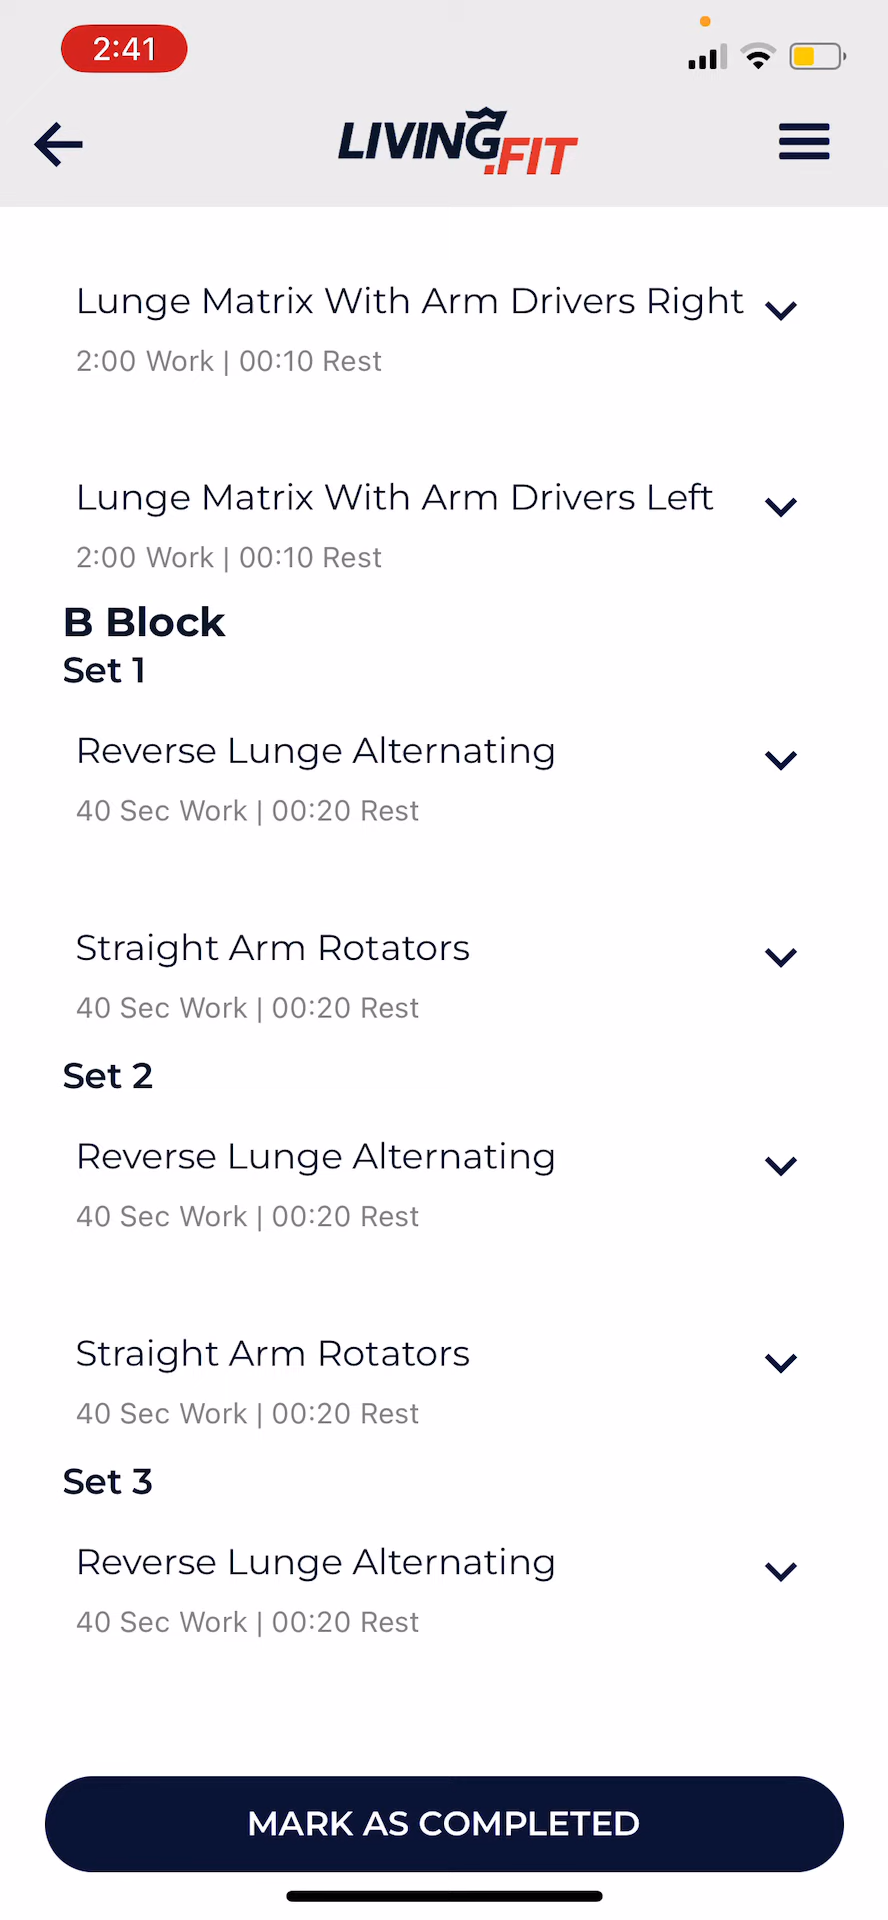 2:41
LIVING.FIT
Lunge Matrix With Arm Drivers Right
2:00 Work | 00:10 Rest
Lunge Matrix With Arm Drivers Left
2:00 Work | 00:10 Rest
B Block
Set 1
Reverse Lunge Alternating
40 Sec Work | 00:20 Rest
Straight Arm Rotators
40 Sec Work | 00:20 Rest
Set 2
Reverse Lunge Alternating
40 Sec Work | 00:20 Rest
Straight Arm Rotators
40 Sec Work | 00:20 Rest
Set 3
Reverse Lunge Alternating
40 Sec Work | 00:20 Rest
MARK AS COMPLETED